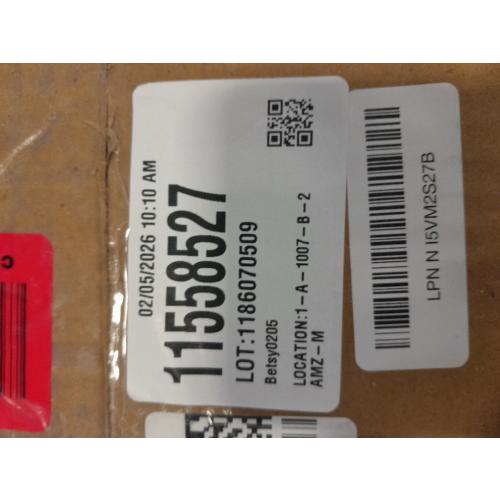 02/05/2026 10:10 AM
11558527
LOT:1186070509
Betsy0205
LOCATION:1-A-1007-B-2
AMZ-M
LPN N I5VM2S27B